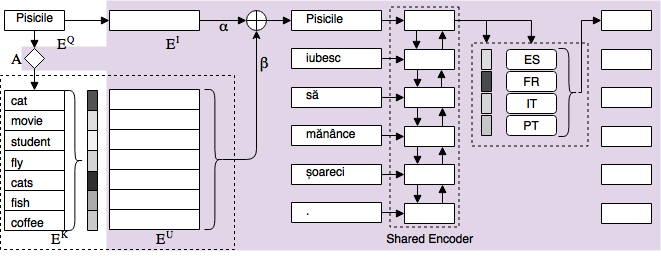 Pisicile
E^Q
E^I
α
Pisicile
A
β
iubesc
să
mănânce
șoareci
.
cat
movie
student
fly
cats
fish
coffee
E^K
E^U
ES
FR
IT
PT
Shared Encoder